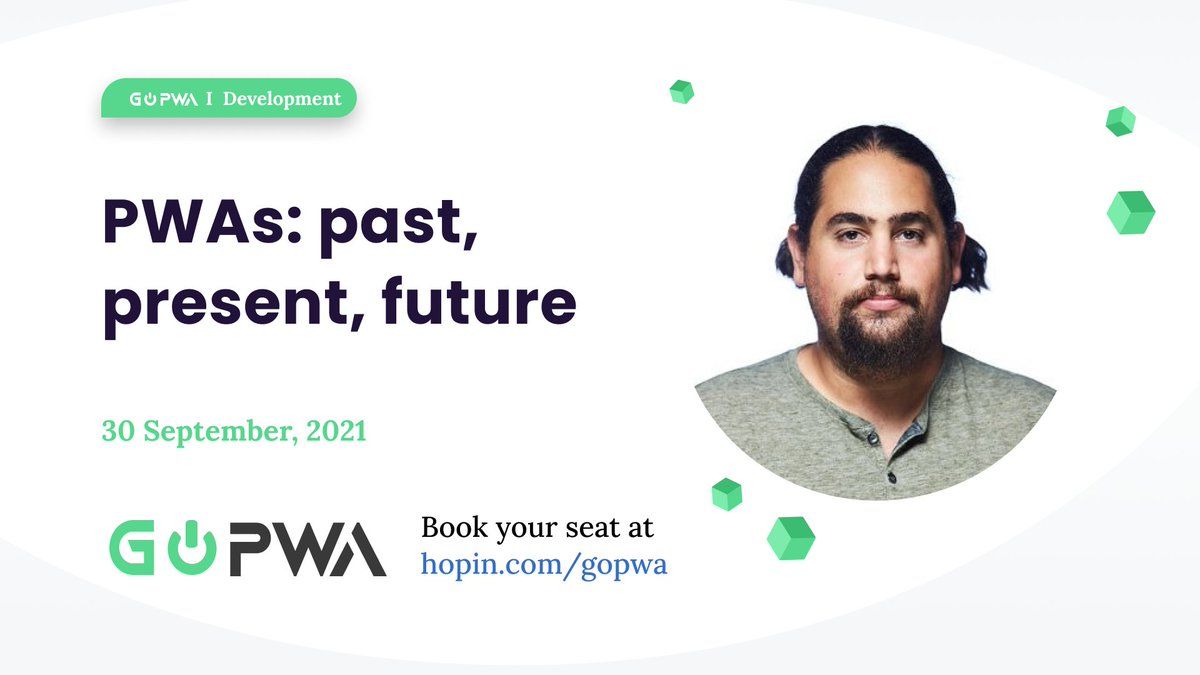 GOPWA I Development
PWAs: past,
present, future
30 September, 2021
GOPWA
Book your seat at
hopin.com/gopwa